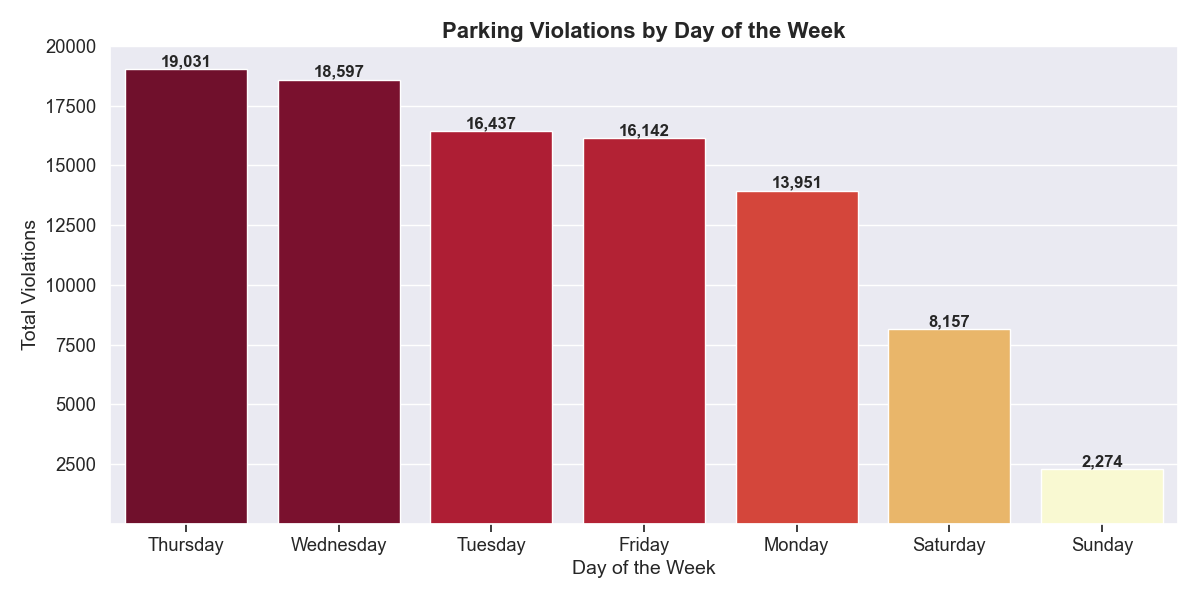 Parking Violations by Day of the Week
Total Violations
20000
17500
15000
12500
10000
7500
5000
2500
19,031
18,597
16,437
16,142
13,951
8,157
2,274
Thursday
Wednesday
Tuesday
Friday
Monday
Saturday
Sunday
Day of the Week